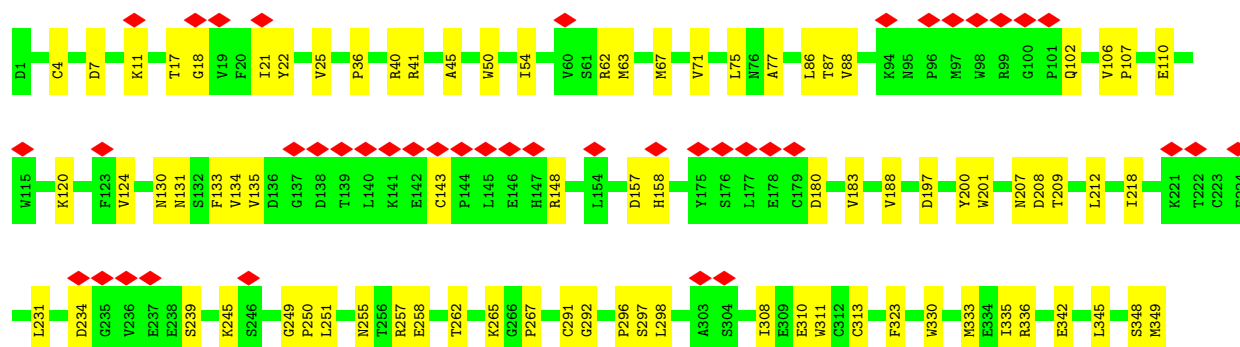 D1 C4 D7 K11 T17 G18 V19 F20 I21 Y22 V25 P36 R40 R41 A45 W50 I54 V60 S61 R62 M63 M67 V71 L75 N76 A77 L86 T87 V88 K94 N95 P96 M97 W98 R99 G100 P101 Q102 V106 P107 E110
W115 K120 F123 V124 N130 N131 S132 F133 V134 V135 D136 G137 D138 T139 L140 K141 E142 C143 P144 L145 E146 H147 R148 L154 D157 H158 Y175 S176 L177 E178 C179 D180 V183 V188 D197 Y200 W201 N207 D208 T209 L212 I218 K221 T222 C223
L231 D234 G235 V236 E237 E238 S239 K245 S246 G249 P250 L251 N255 T256 R257 E258 T262 K265 G266 P267 C291 G292 P296 S297 L298 A303 S304 I308 E309 E310 W311 C312 C313 F323 W330 M333 E334 I335 R336 E342 L345 S348 M349